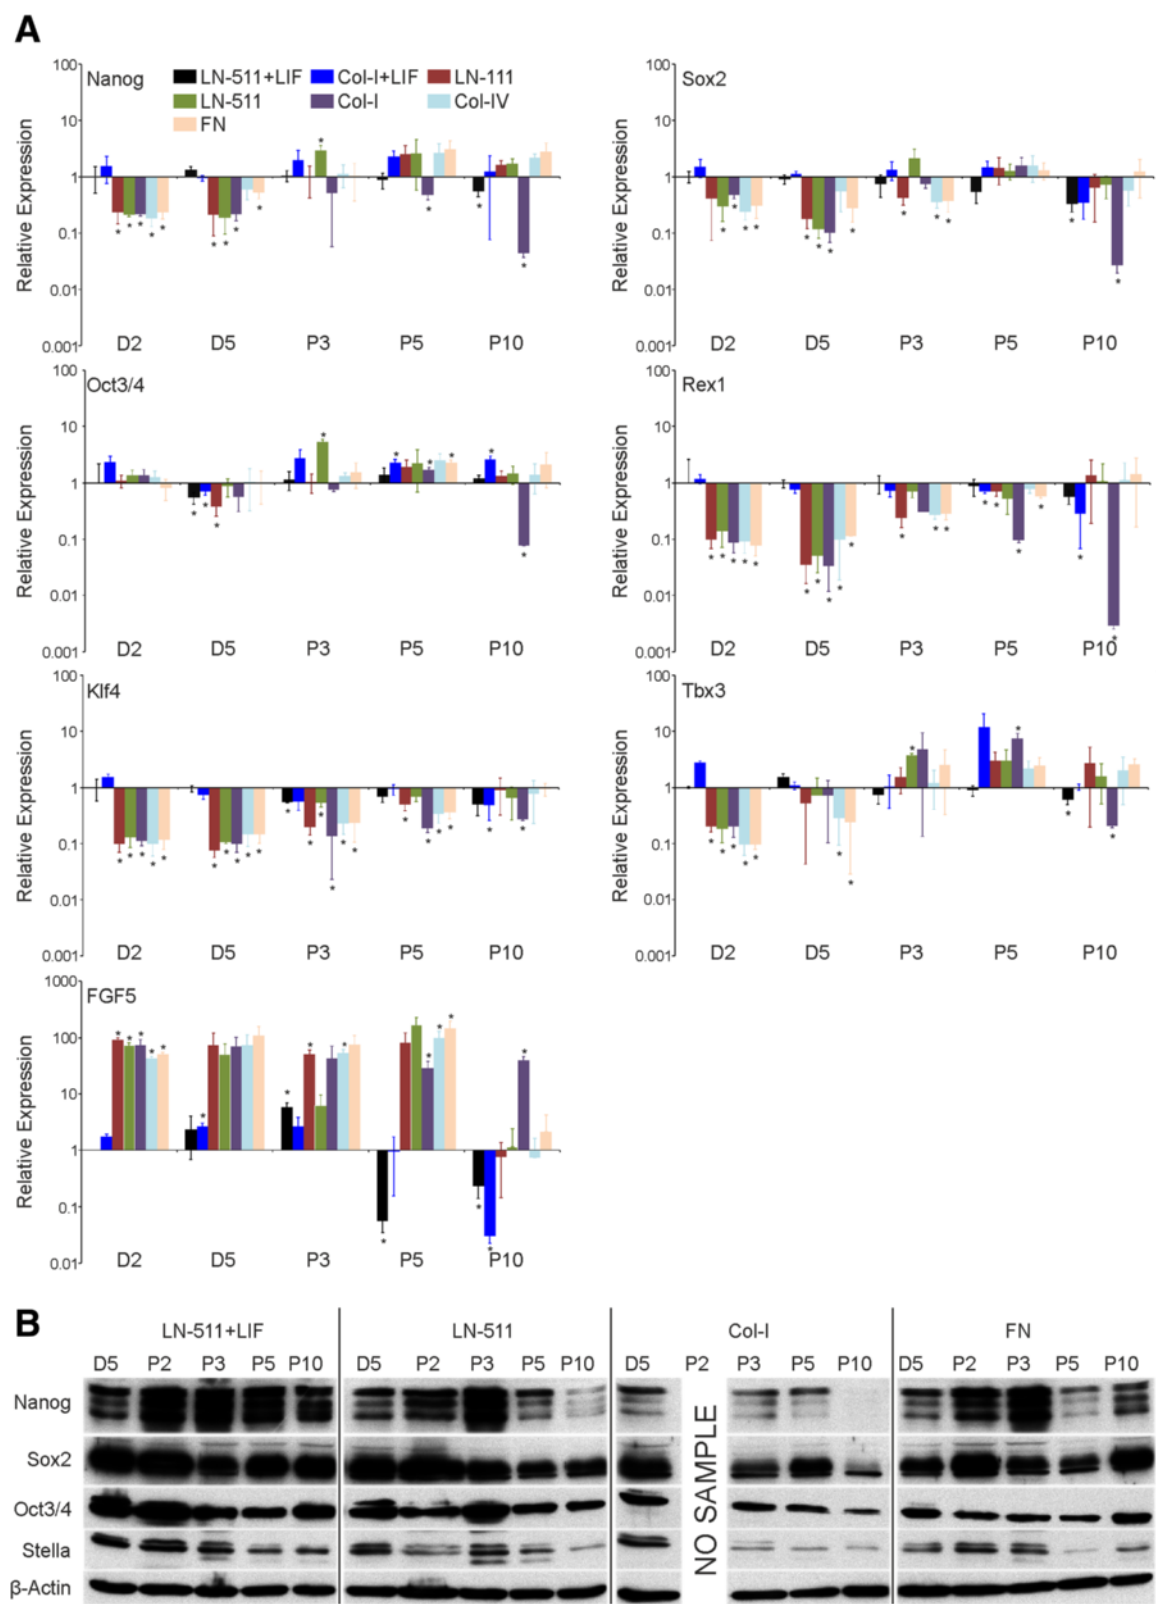 A
Nanog
LN-511+LIF Col-I+LIF LN-111
LN-511 Col-I Col-IV
FN
Relative Expression
100
10
1
0.1
0.01
0.001
D2 D5 P3 P5 P10
Sox2
Relative Expression
100
10
1
0.1
0.01
0.001
D2 D5 P3 P5 P10
Oct3/4
Relative Expression
100
10
1
0.1
0.01
0.001
D2 D5 P3 P5 P10
Rex1
Relative Expression
100
10
1
0.1
0.01
0.001
D2 D5 P3 P5 P10
Klf4
Relative Expression
100
10
1
0.1
0.01
0.001
D2 D5 P3 P5 P10
Tbx3
Relative Expression
100
10
1
0.1
0.01
0.001
D2 D5 P3 P5 P10
FGF5
Relative Expression
1000
100
10
1
0.1
0.01
D2 D5 P3 P5 P10
B
LN-511+LIF LN-511 Col-I FN
D5 P2 P3 P5 P10 D5 P2 P3 P5 P10 D5 P2 P3 P5 P10 D5 P2 P3 P5 P10
Nanog
Sox2
Oct3/4
Stella
β-Actin
NO SAMPLE